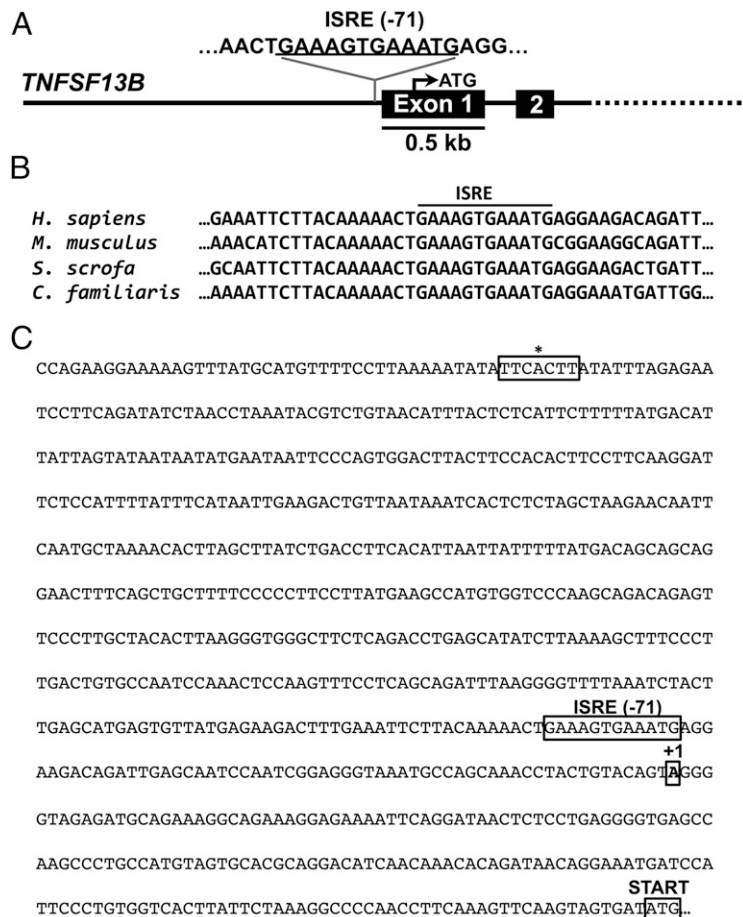 A
ISRE (-71)
...AACTGAAAGTGAAATGAGG...
TNFSF13B
ATG
Exon 1
2
0.5 kb
B
ISRE
H. sapiens …GAAATTCTTACAAAAACTGAAAGTGAAATGAGGAAGACAGATT…
M. musculus …AAACATCTTACAAAAACTGAAAGTGAAATGCGGAAGGCAGATT…
S. scrofa …GCAATTCTTACAAAAACTGAAAGTGAAATGAGGAAGACTGATT…
C. familiaris …AAAATTCTTACAAAAACTGAAAGTGAAATGAGGAAATGATTGG…
C
*
CCAGAAGGAAAAAGTTTATGCATGTTTTCCTTAAAAATATATTCACTTATATTTAGAGAA
TCCTTCAGATATCTAACCTAAATACGTCTGTAACATTTACTCTCATTCTTTTTATGACAT
TATTAGTATAATAATATGAATAATTCCCAGTGGACTTACTTCCACACTTCCTTCAAGGAT
TCTCCATTTTATTTCATAATTGAAGACTGTTAATAAATCACTCTCTAGCTAAGAACAATT
CAATGCTAAAACACTTAGCTTATCTGACCTTCACATTAATTATTTTTATGACAGCAGCAG
GAACTTTCAGCTGCTTTTCCCCCTTCCTTATGAAGCCATGTGGTCCCAAGCAGACAGAGT
TCCCTTGCTACACTTAAGGGTGGGCTTCTCAGACCTGAGCATATCTTAAAAGCTTTCCCT
TGACTGTGCCAATCCAAACTCCAAGTTTCCTCAGCAGATTTAAGGGGTTTTAAATCTACT
ISRE (-71)
TGAGCATGAGTGTTATGAGAAGACTTTGAAATTCTTACAAAAACTGAAAGTGAAATGAGG
+1
AAGACAGATTGAGCAATCCAATCGGAGGGTAAATGCCAGCAAACCTACTGTACAGTAGGG
GTAGAGATGCAGAAAGGCAGAAAGGAGAAAATTCAGGATAACTCTCCTGAGGGGTGAGCC
AAGCCCTGCCATGTAGTGCACGCAGGACATCAACAAACACAGATAACAGGAAATGATCCA
START
TTCCCTGTGGTCACTTATTCTAAAGGCCCCAACCTTCAAAGTTCAAGTAGTGATATG…